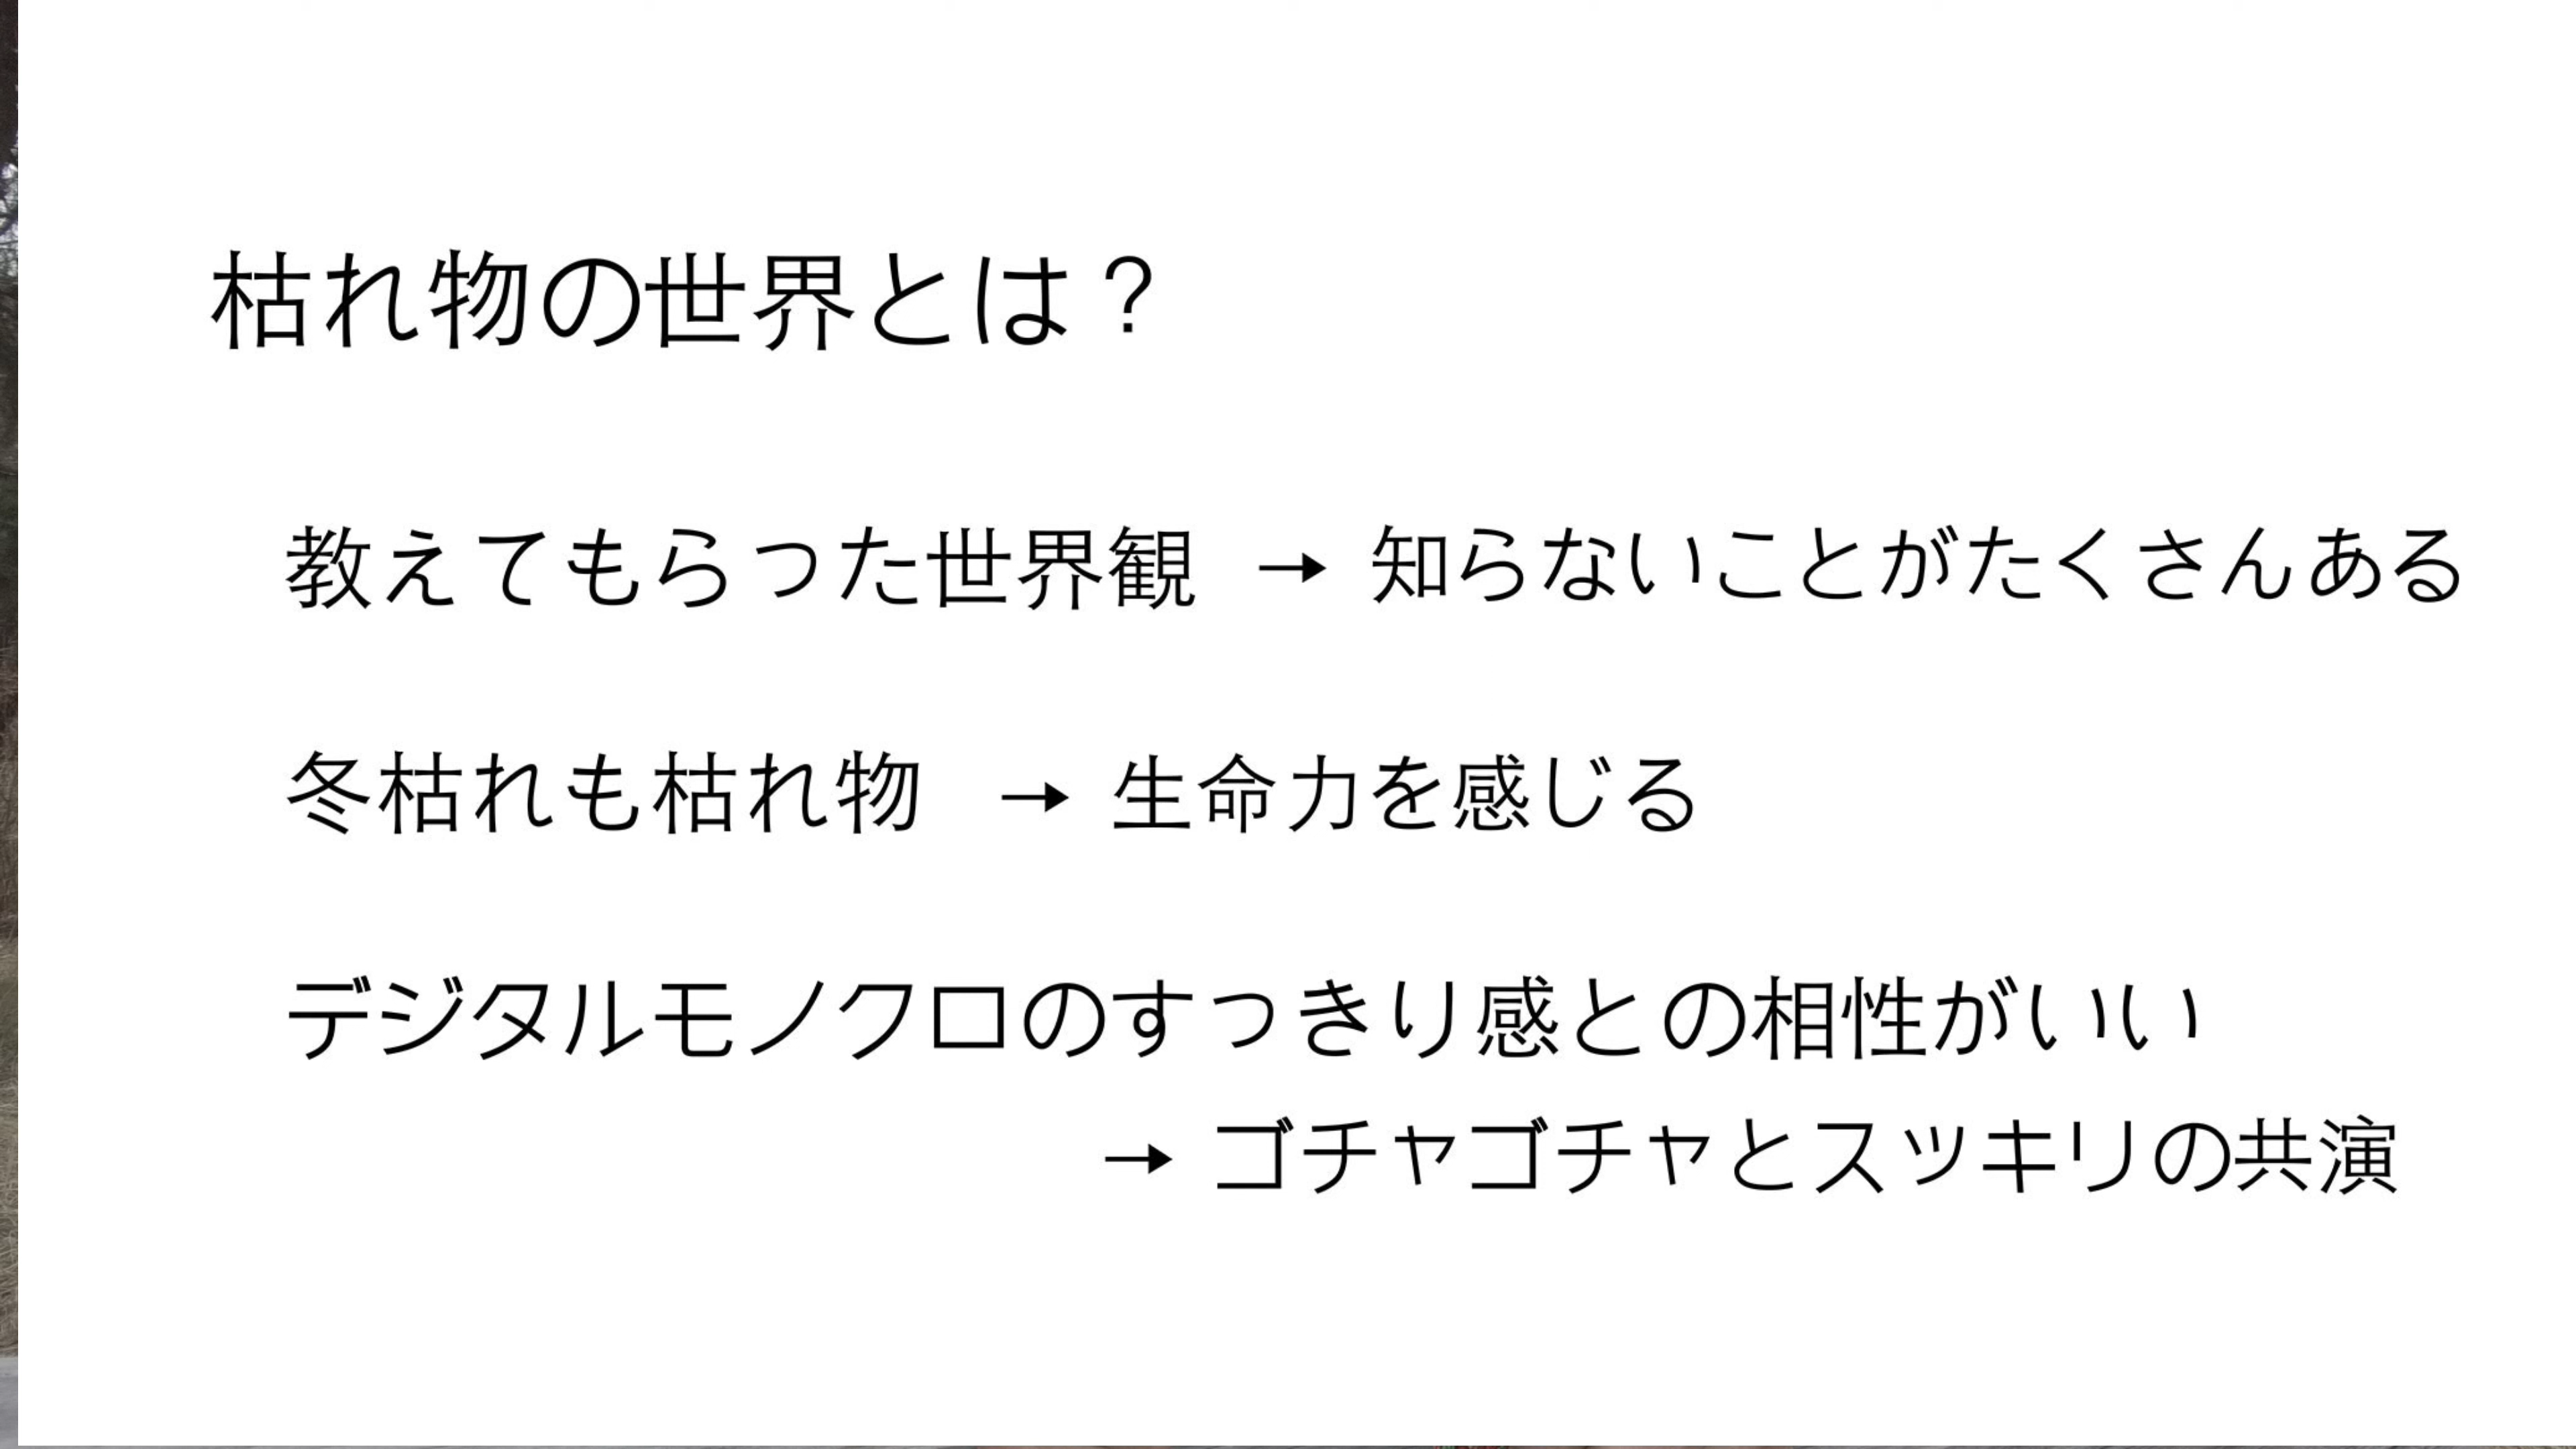 枯れ物の世界とは？
教えてもらった世界観 → 知らないことがたくさんある
冬枯れも枯れ物 → 生命力を感じる
デジタルモノクロのすっきり感との相性がいい
→ ゴチャゴチャとスッキリの共演